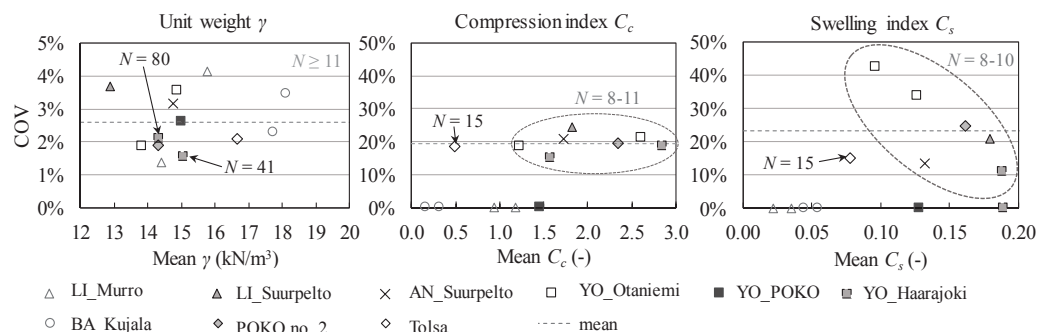 Unit weight γ
Compression index Cc
Swelling index Cs
COV
5%
4%
3%
2%
1%
0%
N = 80
N ≥ 11
N = 41
12 13 14 15 16 17 18 19 20
Mean γ (kN/m³)
50%
40%
30%
20%
10%
0%
N = 8-11
N = 15
0.0 0.5 1.0 1.5 2.0 2.5 3.0
Mean Cc (-)
50%
40%
30%
20%
10%
0%
N = 8-10
N = 15
0.00 0.05 0.10 0.15 0.20
Mean Cs (-)
LI_Murro LI_Suurpelto AN_Suurpelto YO_Otaniemi YO_POKO YO_Haarajoki
BA_Kujala POKO no. 2 Tolsa mean